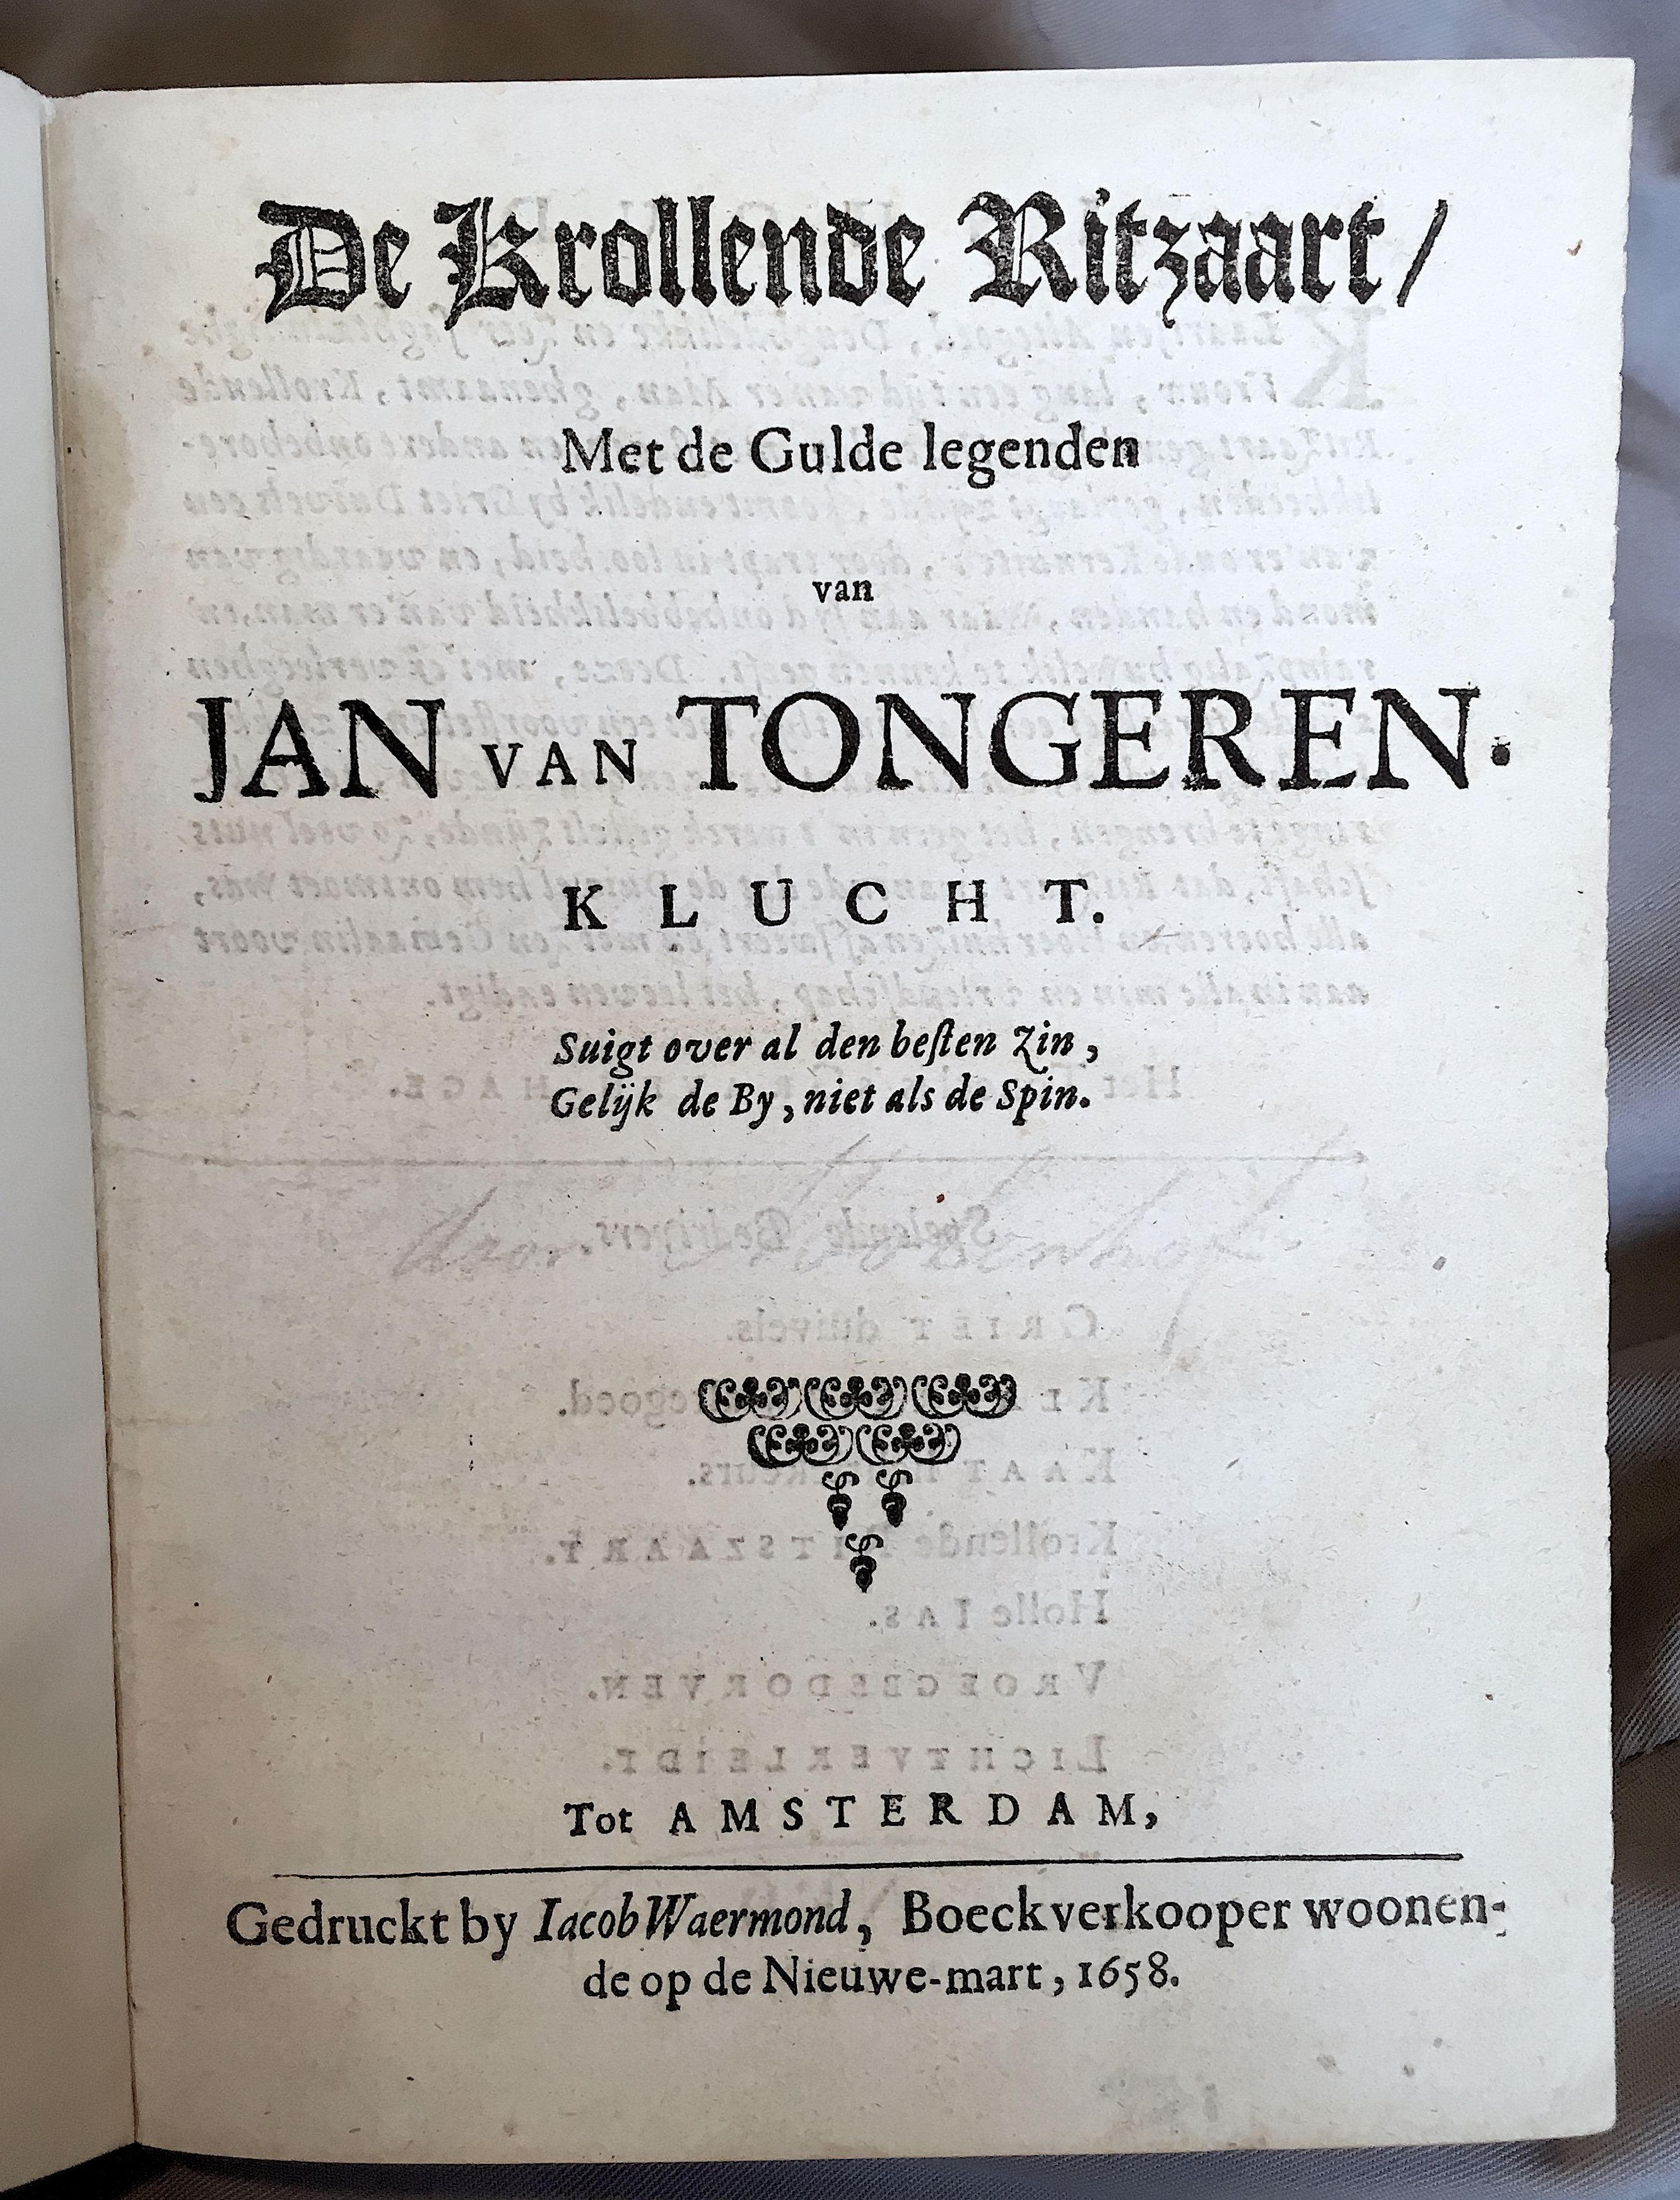 De Krollende Ritzaart /
Met de Gulde legenden
van
JAN VAN TONGEREN.
KLUCHT.
Suigt over al den beſten Zin,
Gelijk de By, niet als de Spin.
Tot AMSTERDAM,
Gedruckt by Iacob Waermond, Boeckverkooper woonen-
de op de Nieuwe-mart, 1658.